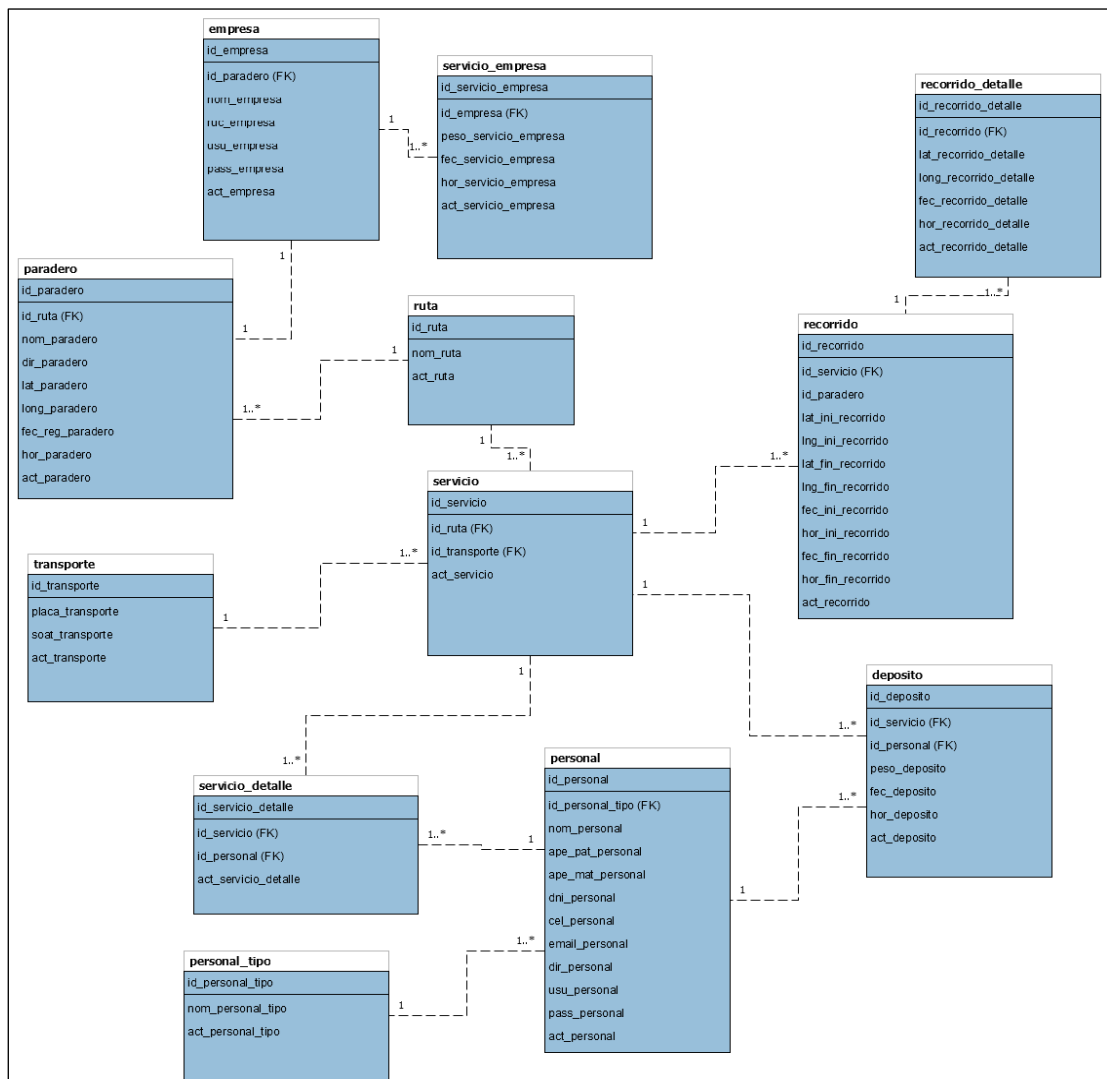 empresa
id_empresa
id_paradero (FK)
nom_empresa
ruc_empresa
usu_empresa
pass_empresa
act_empresa
1
1
servicio_empresa
id_servicio_empresa
id_empresa (FK)
peso_servicio_empresa
fec_servicio_empresa
hor_servicio_empresa
act_servicio_empresa
1..*
recorrido_detalle
id_recorrido_detalle
id_recorrido (FK)
lat_recorrido_detalle
long_recorrido_detalle
fec_recorrido_detalle
hor_recorrido_detalle
act_recorrido_detalle
1..*
1
paradero
id_paradero
id_ruta (FK)
nom_paradero
dir_paradero
lat_paradero
long_paradero
fec_reg_paradero
hor_paradero
act_paradero
1
1..*
ruta
id_ruta
nom_ruta
act_ruta
1
1
recorrido
id_recorrido
id_servicio (FK)
id_paradero
lat_ini_recorrido
lng_ini_recorrido
lat_fin_recorrido
lng_fin_recorrido
fec_ini_recorrido
hor_ini_recorrido
fec_fin_recorrido
hor_fin_recorrido
act_recorrido
1..*
1..*
servicio
id_servicio
id_ruta (FK)
id_transporte (FK)
act_servicio
1..*
1
1
1
transporte
id_transporte
placa_transporte
soat_transporte
act_transporte
1
deposito
id_deposito
id_servicio (FK)
id_personal (FK)
peso_deposito
fec_deposito
hor_deposito
act_deposito
1..*
1..*
servicio_detalle
id_servicio_detalle
id_servicio (FK)
id_personal (FK)
act_servicio_detalle
1..*
1..*
personal
id_personal
id_personal_tipo (FK)
nom_personal
ape_pat_personal
ape_mat_personal
dni_personal
cel_personal
email_personal
dir_personal
usu_personal
pass_personal
act_personal
1
1
1..*
personal_tipo
id_personal_tipo
nom_personal_tipo
act_personal_tipo
1